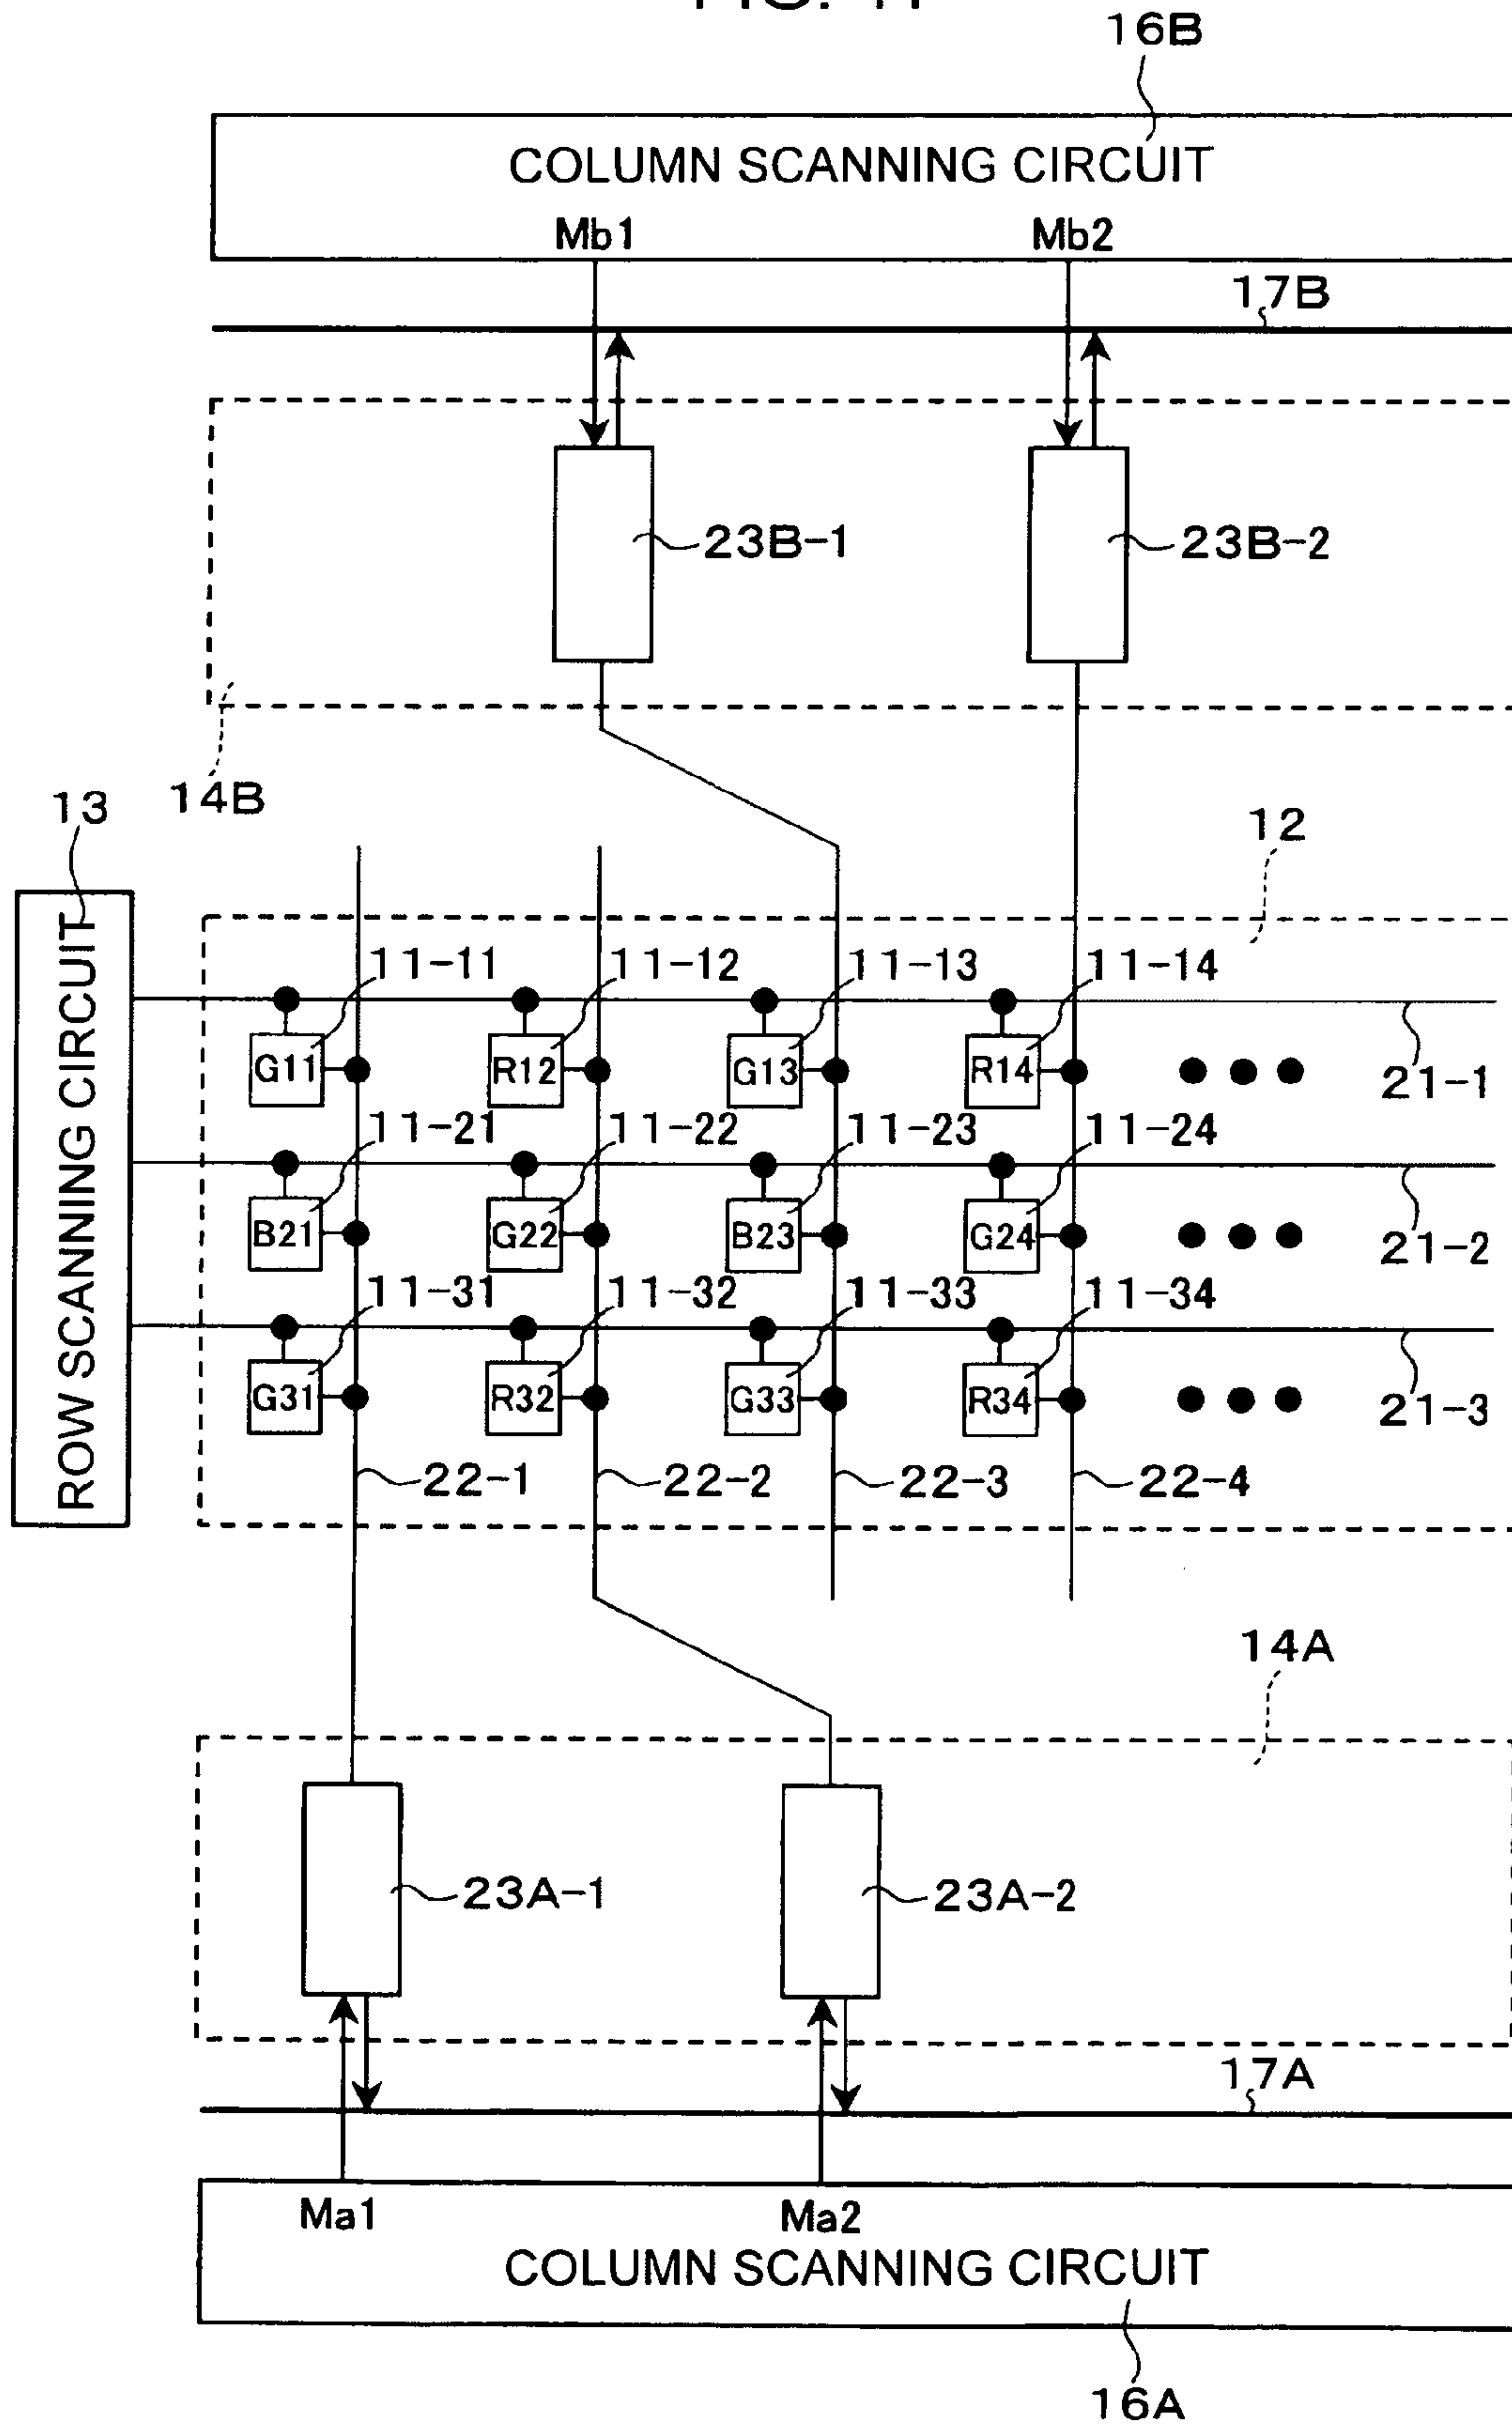 16B
COLUMN SCANNING CIRCUIT
Mb1 Mb2
17B
23B-1 23B-2
14B
13
12
ROW SCANNING CIRCUIT
11-11 11-12 11-13 11-14
G11 R12 G13 R14
21-1
11-21 11-22 11-23 11-24
B21 G22 B23 G24
21-2
11-31 11-32 11-33 11-34
G31 R32 G33 R34
21-3
22-1 22-2 22-3 22-4
14A
23A-1 23A-2
17A
Ma1 Ma2
COLUMN SCANNING CIRCUIT
16A